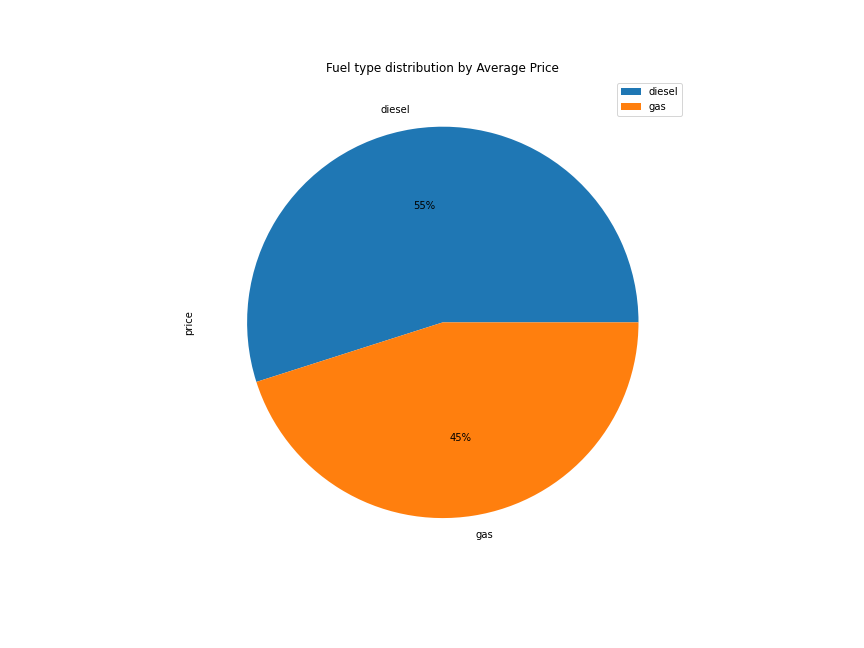 Fuel type distribution by Average Price
diesel
gas
diesel
55%
price
45%
gas